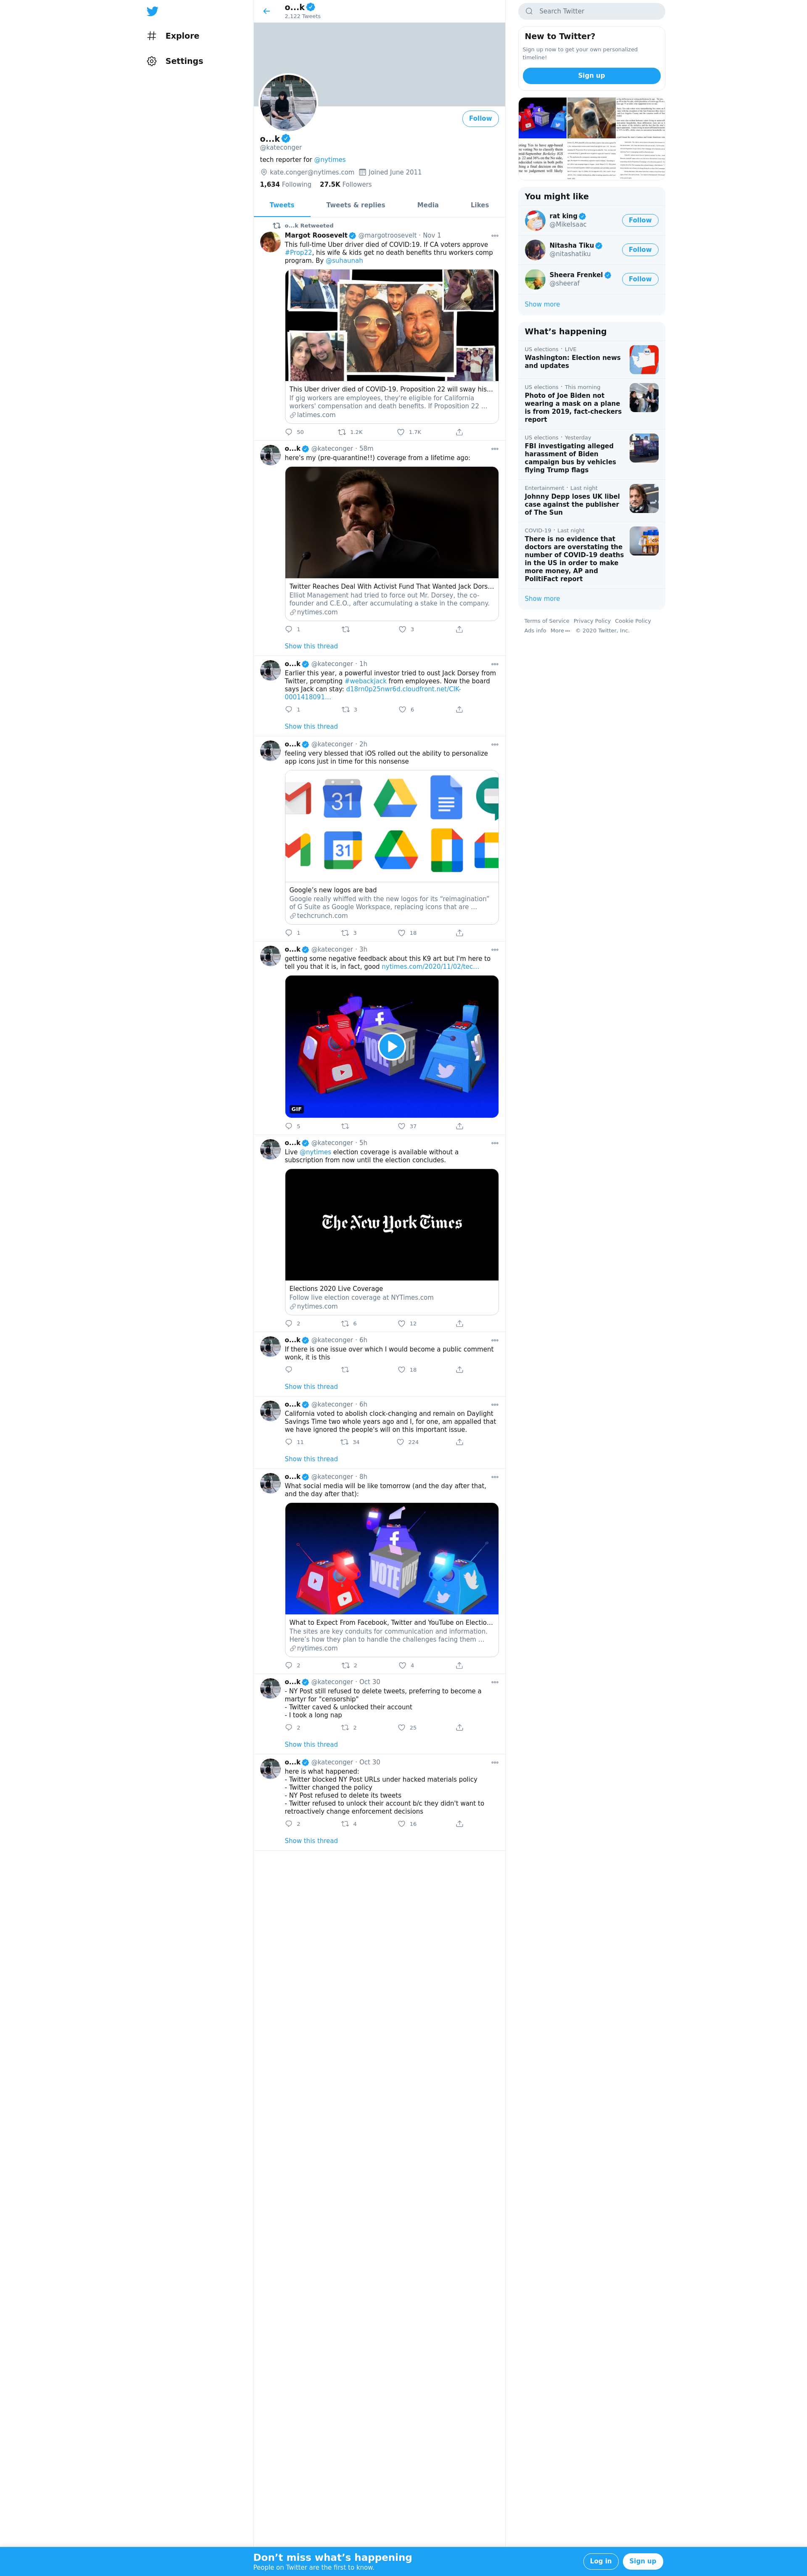 Explore
Settings
o...k
2,122 Tweets
Follow
o...k
@kateconger
tech reporter for @nytimes
kate.conger@nytimes.com Joined June 2011
1,634 Following 27.5K Followers
Tweets Tweets & replies Media Likes
o...k Retweeted
Margot Roosevelt @margotroosevelt · Nov 1
This full-time Uber driver died of COVID:19. If CA voters approve
#Prop22, his wife & kids get no death benefits thru workers comp
program. By @suhaunah
This Uber driver died of COVID-19. Proposition 22 will sway his...
If gig workers are employees, they're eligible for California
workers' compensation and death benefits. If Proposition 22 ...
latimes.com
50 1.2K 1.7K
o...k @kateconger · 58m
here's my (pre-quarantine!!) coverage from a lifetime ago:
Twitter Reaches Deal With Activist Fund That Wanted Jack Dors...
Elliot Management had tried to force out Mr. Dorsey, the co-
founder and C.E.O., after accumulating a stake in the company.
nytimes.com
1 3
Show this thread
o...k @kateconger · 1h
Earlier this year, a powerful investor tried to oust Jack Dorsey from
Twitter, prompting #webackjack from employees. Now the board
says Jack can stay: d18rn0p25nwr6d.cloudfront.net/CIK-
0001418091...
1 3 6
Show this thread
o...k @kateconger · 2h
feeling very blessed that iOS rolled out the ability to personalize
app icons just in time for this nonsense
31
31
Google's new logos are bad
Google really whiffed with the new logos for its "reimagination"
of G Suite as Google Workspace, replacing icons that are ...
techcrunch.com
1 3 18
o...k @kateconger · 3h
getting some negative feedback about this K9 art but I'm here to
tell you that it is, in fact, good nytimes.com/2020/11/02/tec...
VOTE
GIF
5 37
o...k @kateconger · 5h
Live @nytimes election coverage is available without a
subscription from now until the election concludes.
The New York Times
Elections 2020 Live Coverage
Follow live election coverage at NYTimes.com
nytimes.com
2 6 12
o...k @kateconger · 6h
If there is one issue over which I would become a public comment
wonk, it is this
18
Show this thread
o...k @kateconger · 6h
California voted to abolish clock-changing and remain on Daylight
Savings Time two whole years ago and I, for one, am appalled that
we have ignored the people's will on this important issue.
11 34 224
Show this thread
o...k @kateconger · 8h
What social media will be like tomorrow (and the day after that,
and the day after that):
VOTE
What to Expect From Facebook, Twitter and YouTube on Electio...
The sites are key conduits for communication and information.
Here's how they plan to handle the challenges facing them ...
nytimes.com
2 2 4
o...k @kateconger · Oct 30
- NY Post still refused to delete tweets, preferring to become a
martyr for "censorship"
- Twitter caved & unlocked their account
- I took a long nap
2 2 25
Show this thread
o...k @kateconger · Oct 30
here is what happened:
- Twitter blocked NY Post URLs under hacked materials policy
- Twitter changed the policy
- NY Post refused to delete its tweets
- Twitter refused to unlock their account b/c they didn't want to
retroactively change enforcement decisions
2 4 16
Show this thread
Search Twitter
New to Twitter?
Sign up now to get your own personalized
timeline!
Sign up
You might like
rat king
@MikeIsaac
Follow
Nitasha Tiku
@nitashatiku
Follow
Sheera Frenkel
@sheeraf
Follow
Show more
What's happening
US elections · LIVE
Washington: Election news
and updates
US elections · This morning
Photo of Joe Biden not
wearing a mask on a plane
is from 2019, fact-checkers
report
US elections · Yesterday
FBI investigating alleged
harassment of Biden
campaign bus by vehicles
flying Trump flags
Entertainment · Last night
Johnny Depp loses UK libel
case against the publisher
of The Sun
COVID-19 · Last night
There is no evidence that
doctors are overstating the
number of COVID-19 deaths
in the US in order to make
more money, AP and
PolitiFact report
Show more
Terms of Service Privacy Policy Cookie Policy
Ads info More © 2020 Twitter, Inc.
Don't miss what's happening
People on Twitter are the first to know.
Log in Sign up